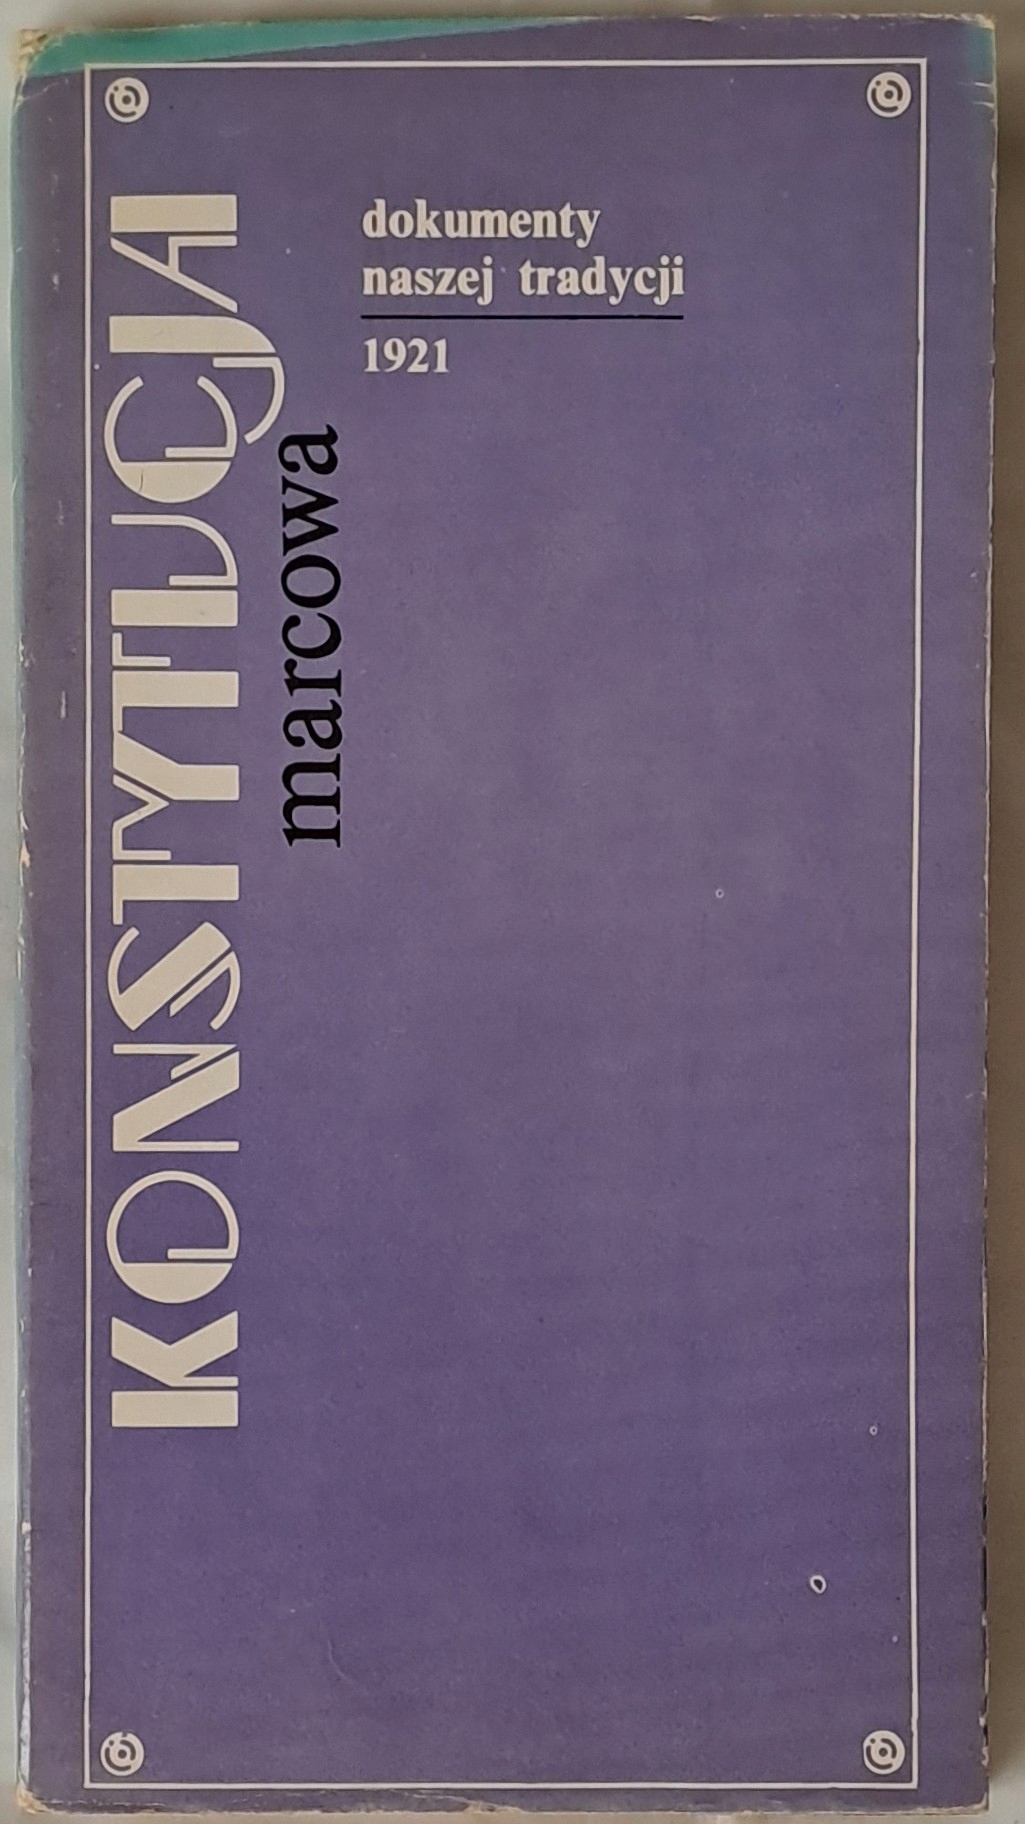 KONSTYTUCJA
marcowa
dokumenty
naszej tradycji
1921